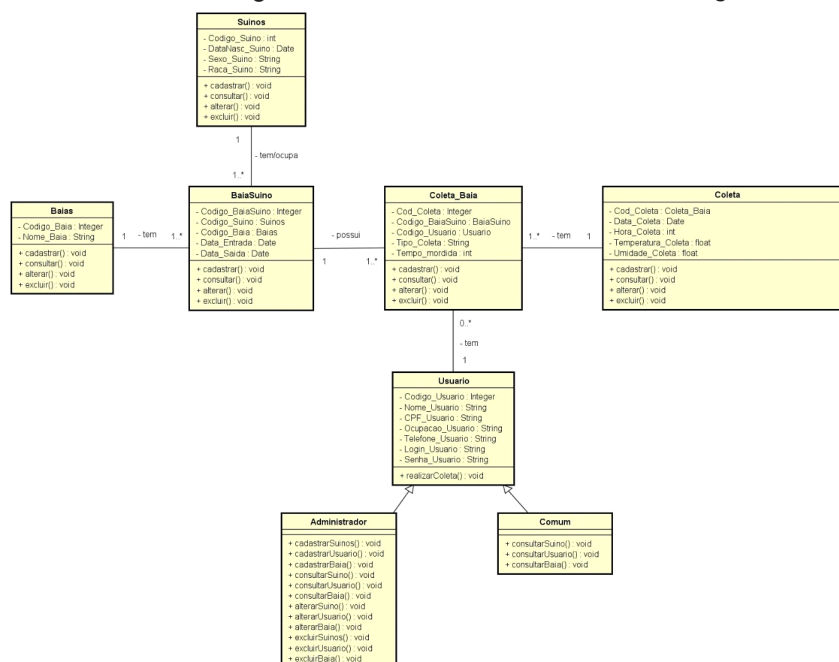 Suinos
- Codigo_Suino : int
- DataNasc_Suino : Date
- Sexo_Suino : String
- Raca_Suino : String
+ cadastrar() : void
+ consultar() : void
+ alterer() : void
+ excluir() : void
1
- tem/ocupa
1..*
Baias
- Codigo_Baia : Integer
- Nome_Baia : String
+ cadastrar() : void
+ consultar() : void
+ alterar() : void
+ excluir() : void
1
- tem
1..*
BaiaSuino
- Codigo_BaiaSuino : Integer
- Codigo_Suino : Suinos
- Codigo_Baia : Baias
- Data_Entrada : Date
- Data_Saida : Date
+ cadastrar() : void
+ consultar() : void
+ alterar() : void
+ excluir() : void
- possui
1
1..*
Coleta_Baia
- Cod_Coleta : Integer
- Codigo_BaiaSuino : BaiaSuino
- Codigo_Usuario : Usuario
- Tipo_Coleta : String
- Tempo_mordida : int
+ cadastrar() : void
+ consultar() : void
+ alterar() : void
+ excluir() : void
1..*
- tem
1
Coleta
- Cod_Coleta : Coleta_Baia
- Data_Coleta : Date
- Hora_Coleta : int
- Temperatura_Coleta : float
- Umidade_Coleta : float
+ cadastrar() : void
+ consultar() : void
+ alterar() : void
+ excluir() : void
0..*
- tem
1
Usuario
- Codigo_Usuario : Integer
- Nome_Usuario : String
- CPF_Usuario : String
- Ocupacao_Usuario : String
- Telefone_Usuario : String
- Login_Usuario : String
- Senha_Usuario : String
+ realizarColeta() : void
Administrador
+ cadastrarSuinos() : void
+ cadastrarUsuario() : void
+ cadastrarBaia() : void
+ consultarSuino() : void
+ consultarUsuario() : void
+ consultarBaia() : void
+ alterarSuino() : void
+ alterarUsuario() : void
+ alterarBaia() : void
+ excluirSuinos() : void
+ excluirUsuario() : void
+ excluirBaia() : void
Comum
+ consultarSuino() : void
+ consultarUsuario() : void
+ consultarBaia() : void